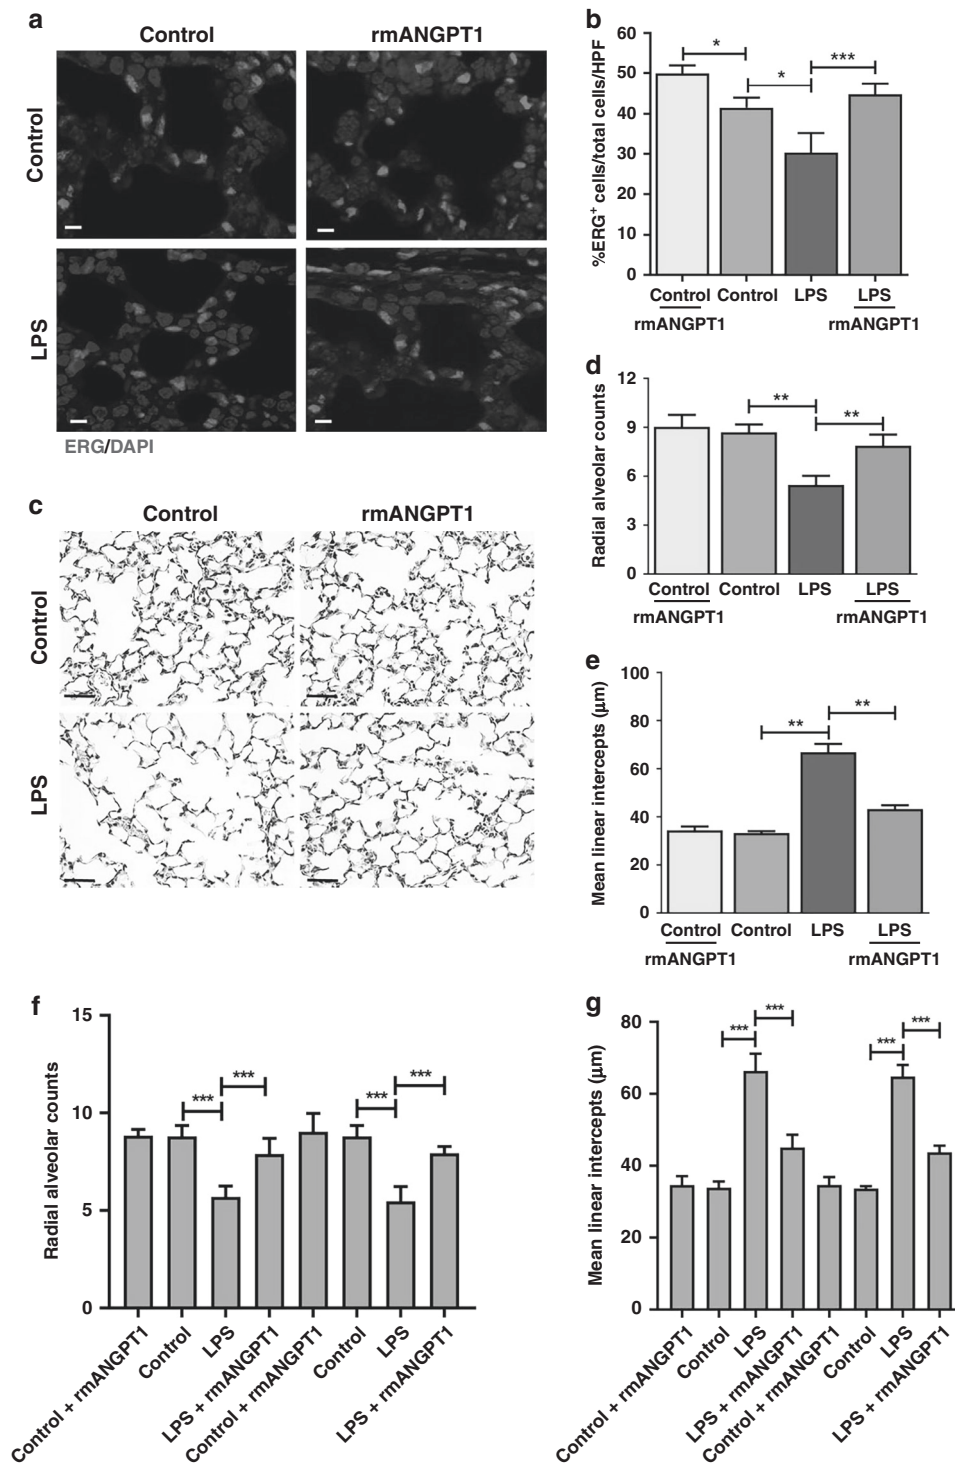 a
Control
rmANGPT1
Control
LPS
ERG/DAPI
b
%ERG⁺ cells/total cells/HPF
60
50
40
30
20
10
0
*
*
***
Control
Control
LPS
LPS
rmANGPT1
rmANGPT1
c
Control
rmANGPT1
Control
LPS
d
Radial alveolar counts
12
9
6
3
0
**
**
Control
Control
LPS
LPS
rmANGPT1
rmANGPT1
e
Mean linear intercepts (μm)
100
80
60
40
20
0
**
**
Control
Control
LPS
LPS
rmANGPT1
rmANGPT1
f
Radial alveolar counts
15
10
5
0
***
***
***
***
Control + rmANGPT1
Control
LPS
LPS + rmANGPT1
Control + rmANGPT1
Control
LPS
LPS + rmANGPT1
g
Mean linear intercepts (μm)
80
60
40
20
0
***
***
***
***
Control + rmANGPT1
Control
LPS
LPS + rmANGPT1
Control + rmANGPT1
Control
LPS
LPS + rmANGPT1